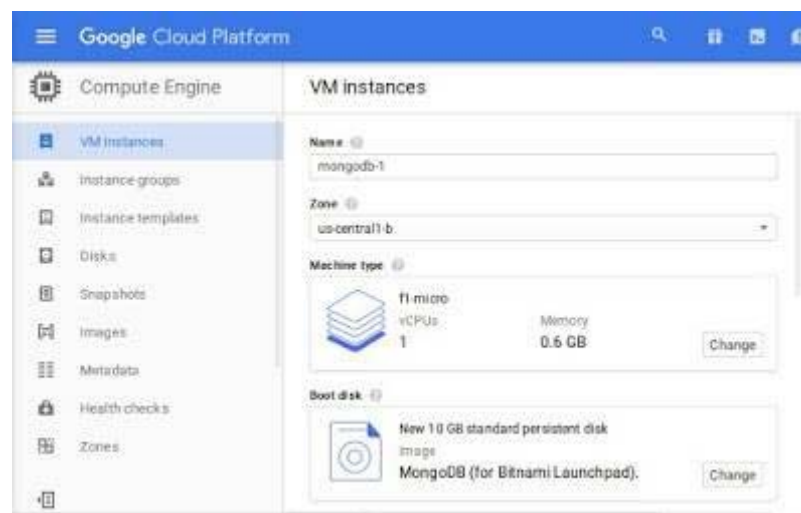 Google Cloud Platform
Compute Engine
VM instances
VM instances
Instance groups
Instance templates
Disks
Snapshots
Images
Metadata
Health checks
Zones
Name
mongodb-1
Zone
us-central1-b
Machine type
f1-micro
vCPUs Memory
1 0.6 GB
Change
Boot disk
New 10 GB standard persistent disk
Image
MongoDB (for Bitnami Launchpad).
Change